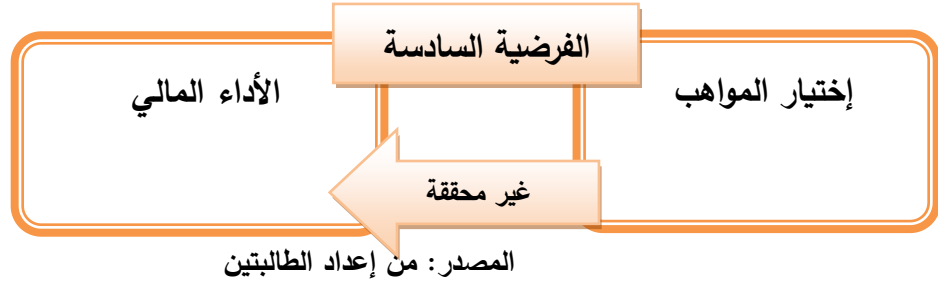 الفرضية السادسة
إختيار المواهب
الأداء المالي
غير محققة
المصدر: من إعداد الطالبتين